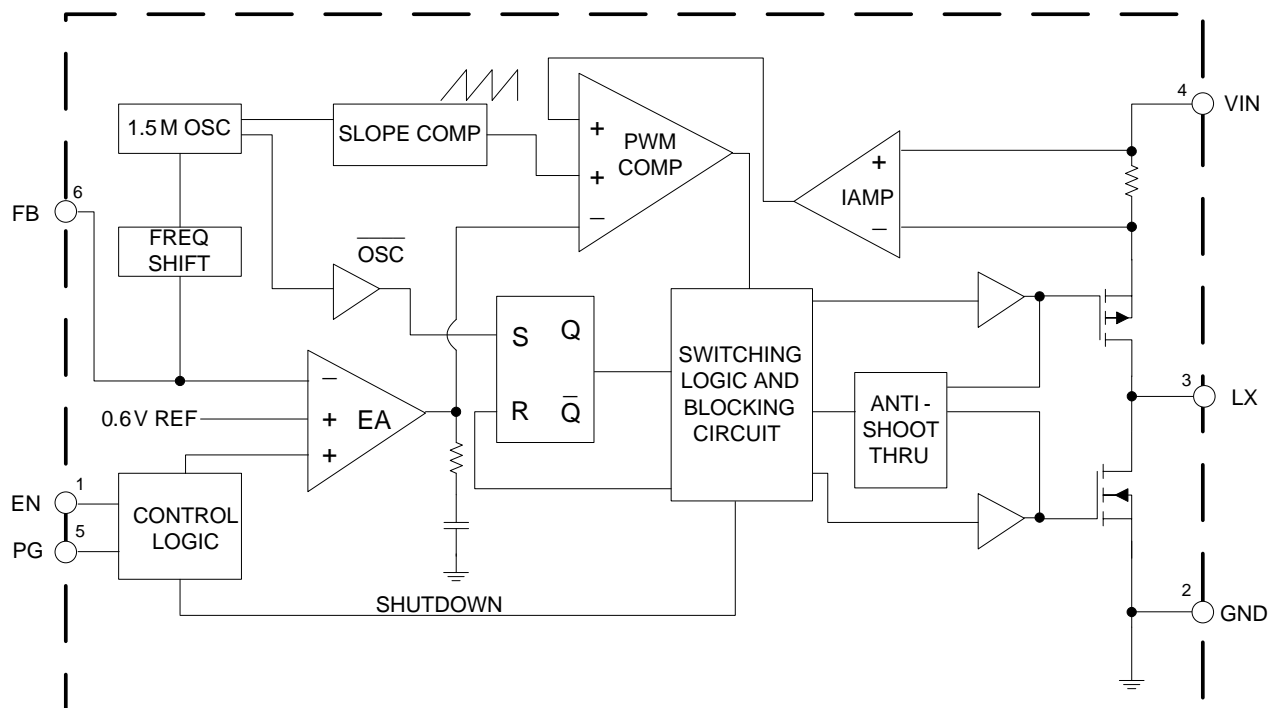 4
VIN
1.5M OSC
SLOPE COMP
+
+
−
PWM
COMP
+
−
IAMP
6
FB
FREQ
SHIFT
OSC
S
Q
R
Q
SWITCHING
LOGIC AND
BLOCKING
CIRCUIT
3
LX
−
+
+
EA
0.6V REF
ANTI-
SHOOT
THRU
1
EN
5
PG
CONTROL
LOGIC
SHUTDOWN
2
GND